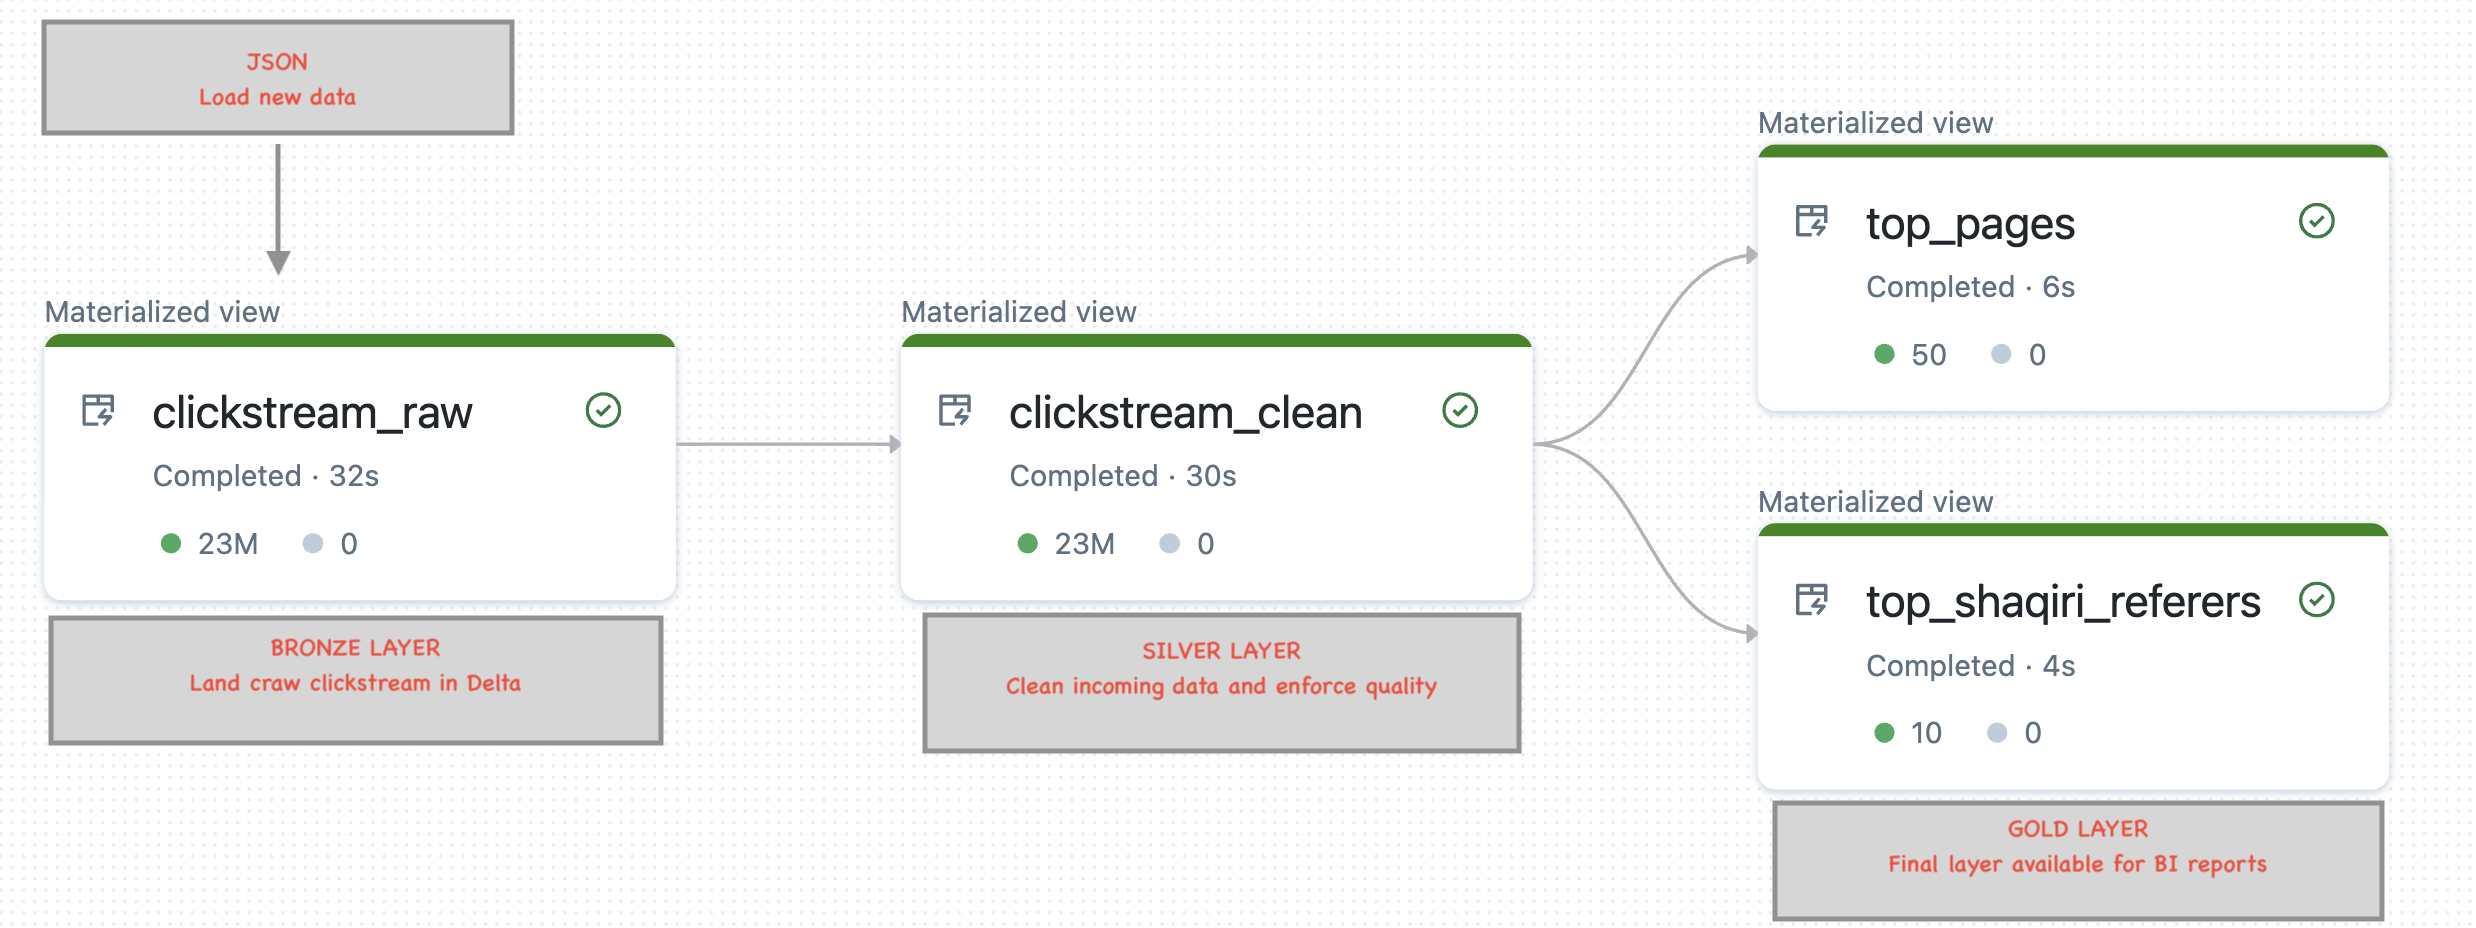 JSON
Load new data
Materialized view
clickstream_raw
Completed · 32s
23M 0
BRONZE LAYER
Land craw clickstream in Delta
Materialized view
clickstream_clean
Completed · 30s
23M 0
SILVER LAYER
Clean incoming data and enforce quality
Materialized view
top_pages
Completed · 6s
50 0
Materialized view
top_shaqiri_referers
Completed · 4s
10 0
GOLD LAYER
Final layer available for BI reports